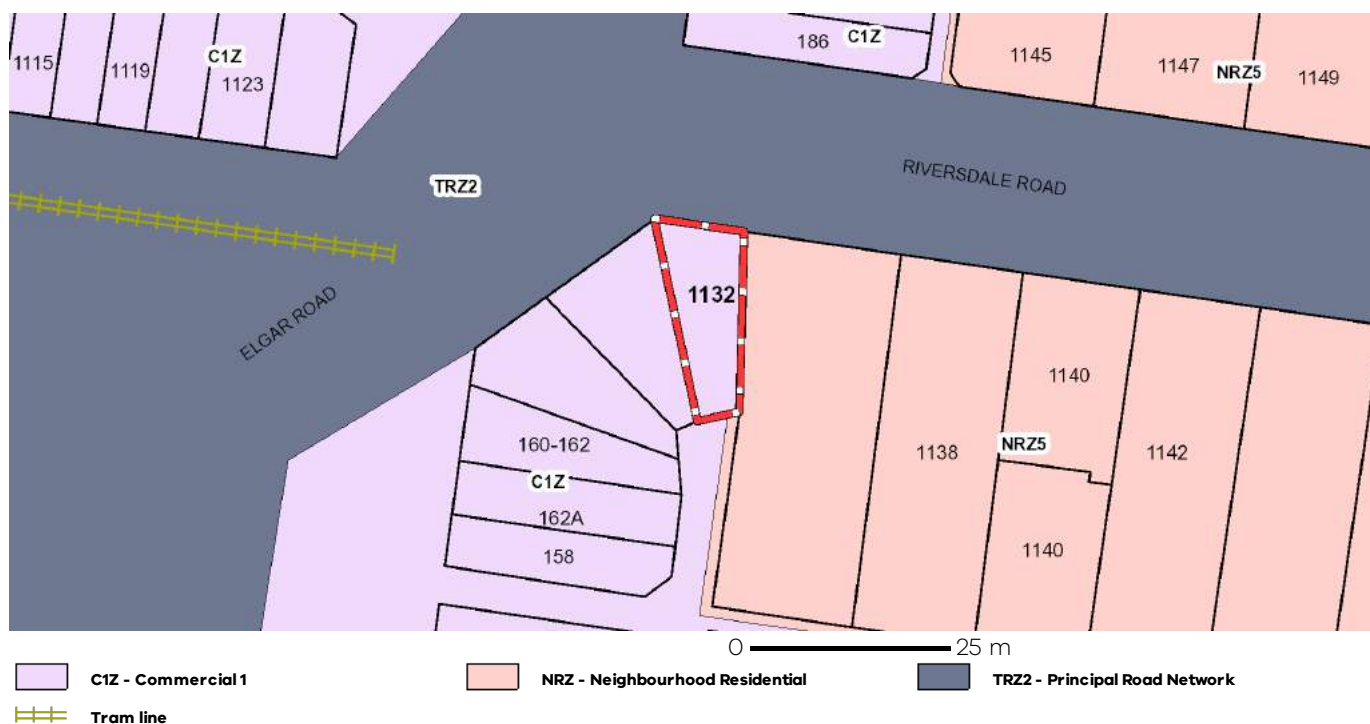 186
C1Z
C1Z
1115
1119
1123
1145
1147
NRZ5
1149
TRZ2
RIVERSDALE ROAD
1132
ELGAR ROAD
1140
160-162
C1Z
162A
158
1138
NRZ5
1142
1140
0 25 m
C1Z - Commercial 1
NRZ - Neighbourhood Residential
TRZ2 - Principal Road Network
Tram line